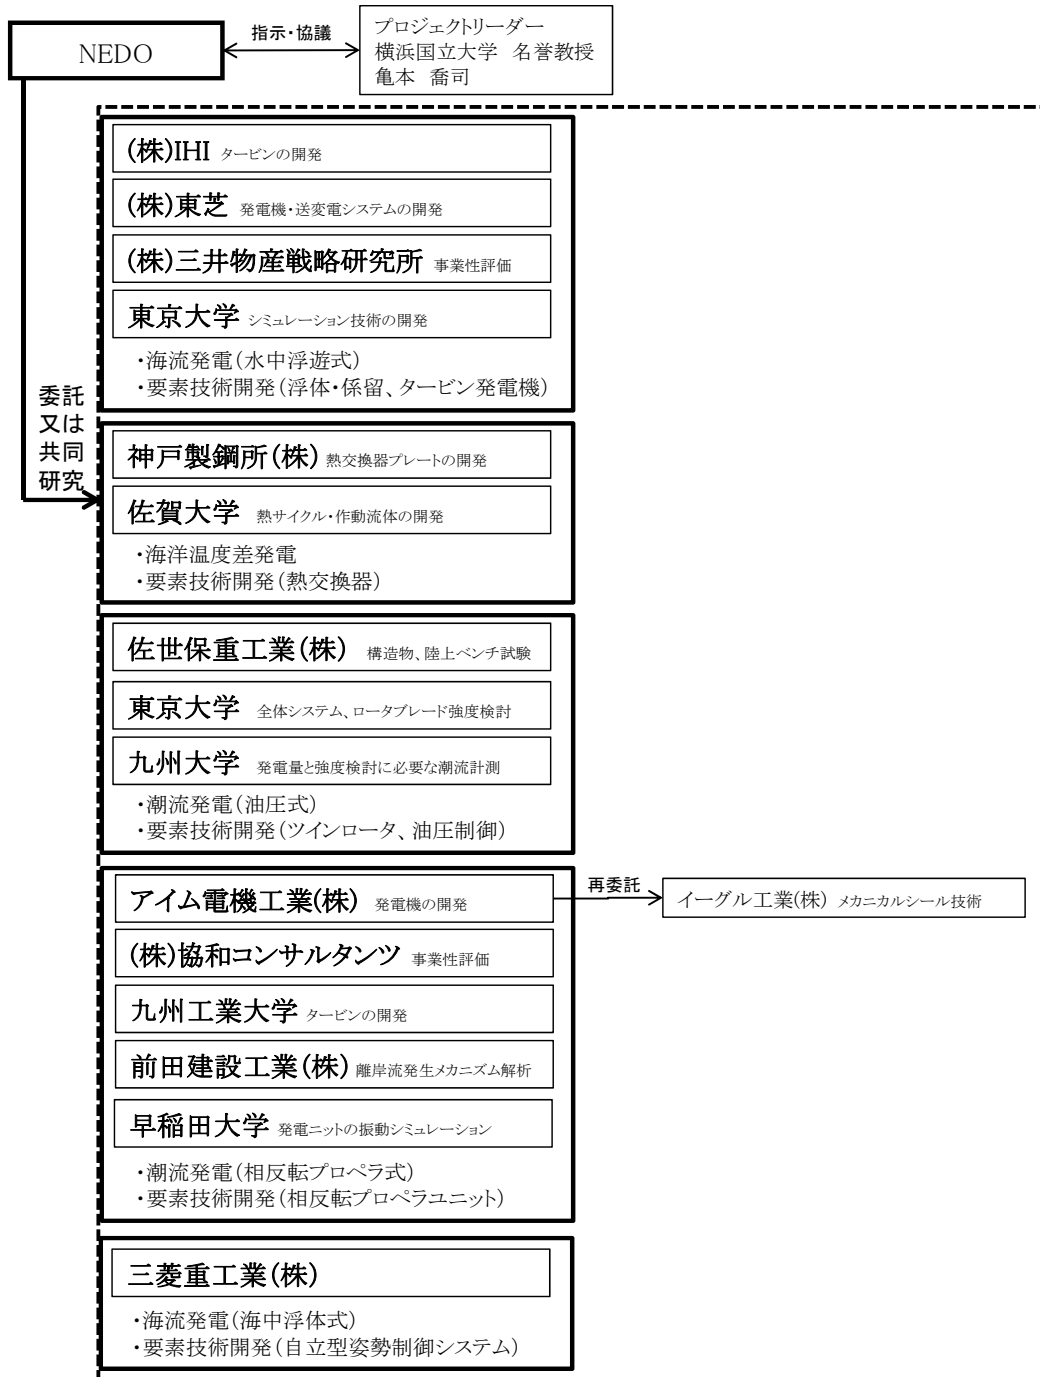 NEDO
指示・協議
プロジェクトリーダー
横浜国立大学 名誉教授
亀本 喬司
委託
又は
共同
研究
(株)IHI タービンの開発
(株)東芝 発電機・送変電システムの開発
(株)三井物産戦略研究所 事業性評価
東京大学 シミュレーション技術の開発
・海流発電(水中浮遊式)
・要素技術開発(浮体・係留、タービン発電機)
神戸製鋼所(株) 熱交換器プレートの開発
佐賀大学 熱サイクル・作動流体の開発
・海洋温度差発電
・要素技術開発(熱交換器)
佐世保重工業(株) 構造物、陸上ベンチ試験
東京大学 全体システム、ロータブレード強度検討
九州大学 発電量と強度検討に必要な潮流計測
・潮流発電(油圧式)
・要素技術開発(ツインロータ、油圧制御)
アイム電機工業(株) 発電機の開発
再委託
イーグル工業(株) メカニカルシール技術
(株)協和コンサルタンツ 事業性評価
九州工業大学 タービンの開発
前田建設工業(株) 離岸流発生メカニズム解析
早稲田大学 発電ニットの振動シミュレーション
・潮流発電(相反転プロペラ式)
・要素技術開発(相反転プロペラユニット)
三菱重工業(株)
・海流発電(海中浮体式)
・要素技術開発(自立型姿勢制御システム)